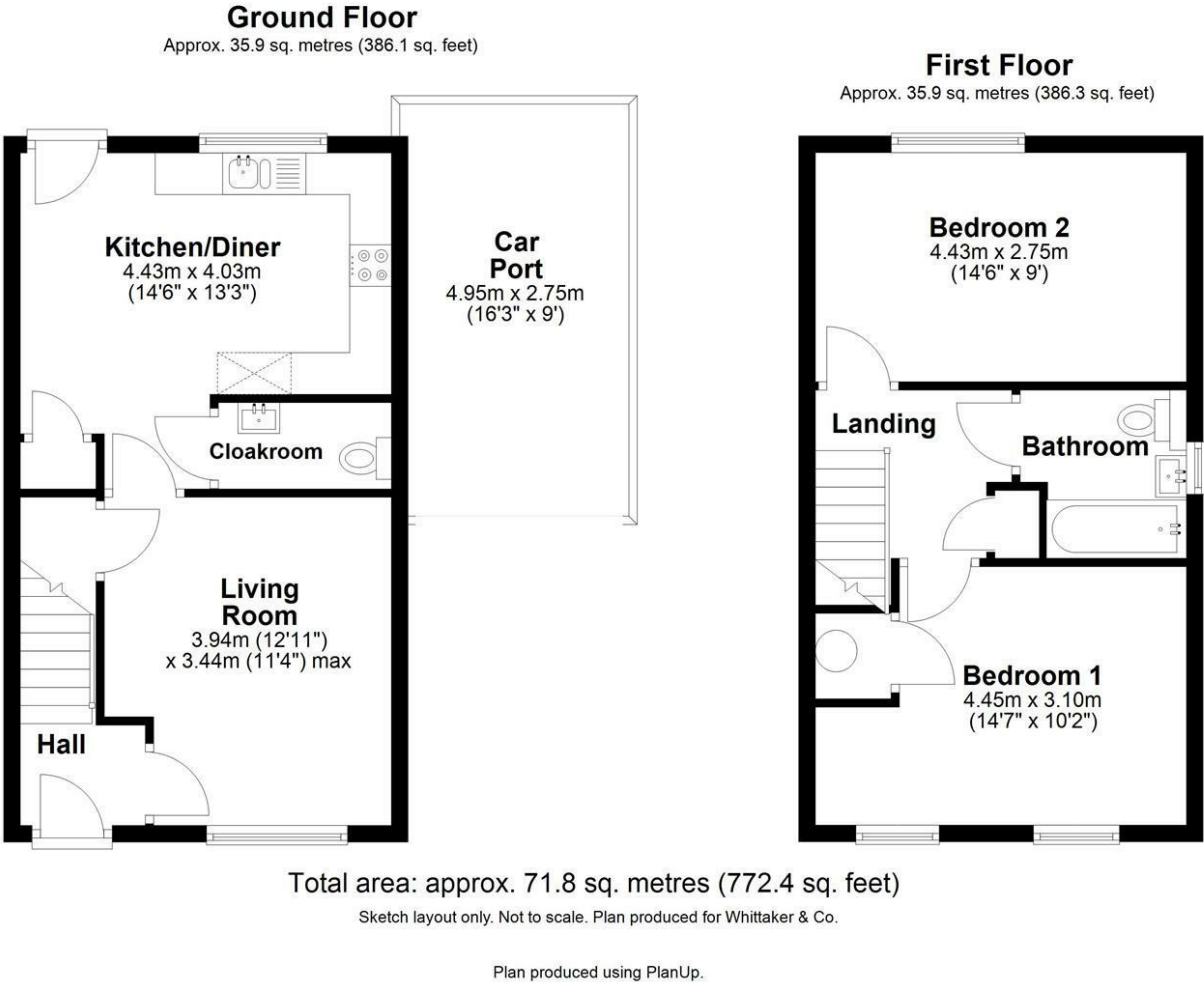 Ground Floor
Approx. 35.9 sq. metres (386.1 sq. feet)
Kitchen/Diner
4.43m x 4.03m
(14'6" x 13'3")
Car
Port
4.95m x 2.75m
(16'3" x 9')
Cloakroom
Living
Room
3.94m (12'11")
x 3.44m (11'4") max
Hall
First Floor
Approx. 35.9 sq. metres (386.3 sq. feet)
Bedroom 2
4.43m x 2.75m
(14'6" x 9')
Landing
Bathroom
Bedroom 1
4.45m x 3.10m
(14'7" x 10'2")
Total area: approx. 71.8 sq. metres (772.4 sq. feet)
Sketch layout only. Not to scale. Plan produced for Whittaker & Co.
Plan produced using PlanUp.